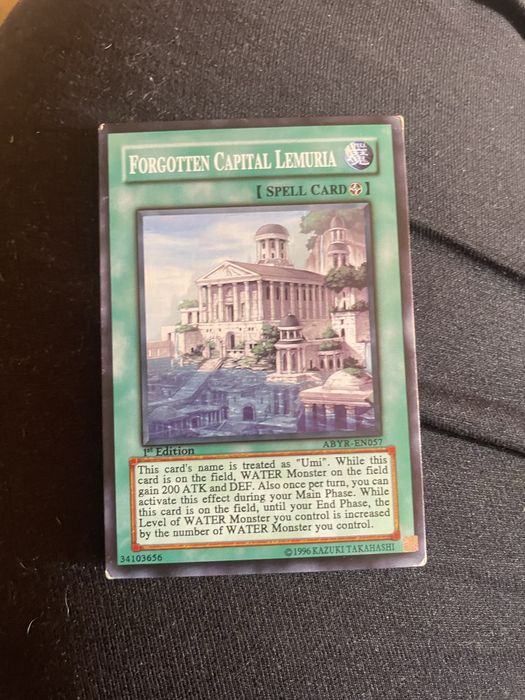 FORGOTTEN CAPITAL LEMURIA
[ SPELL CARD ]
1st Edition
ABYR-EN057
This card's name is treated as "Umi". While this
card is on the field, WATER Monster on the field
gain 200 ATK and DEF. Also once per turn, you can
activate this effect during your Main Phase. While
this card is on the field, until your End Phase, the
Level of WATER Monster you control is increased
by the number of WATER Monster you control.
34103656
©1996 KAZUKI TAKAHASHI